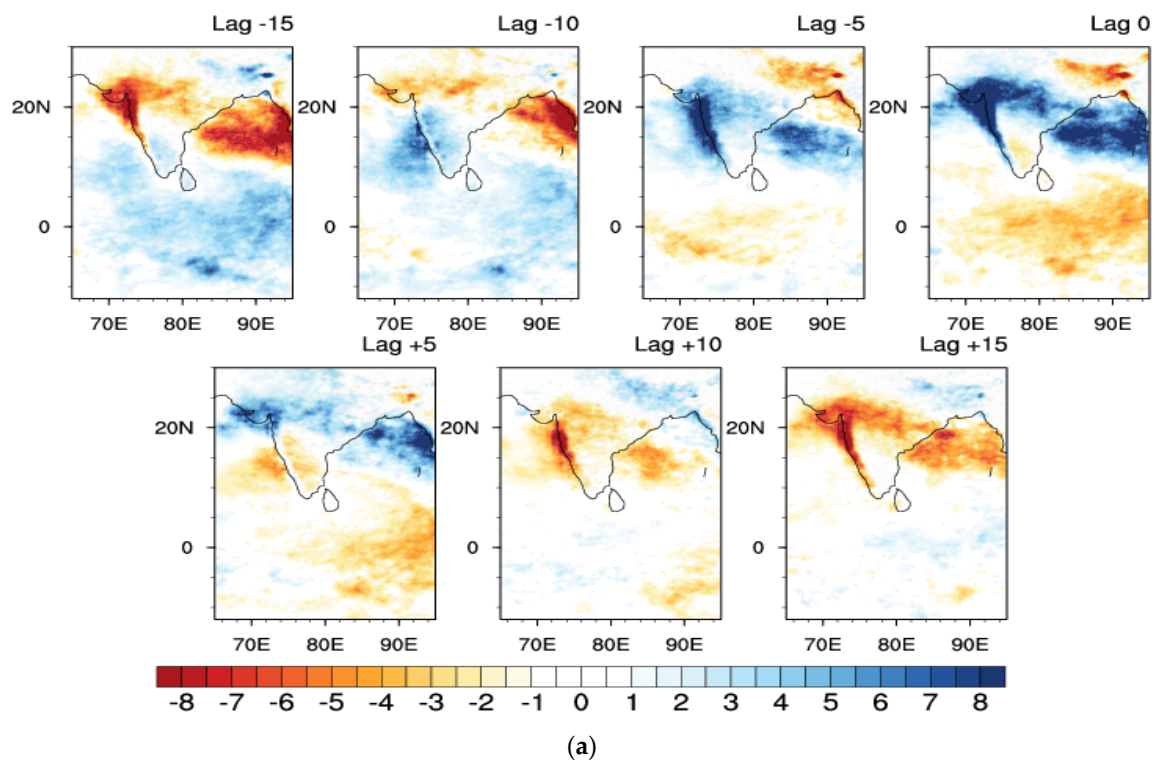 Lag -15 Lag -10 Lag -5 Lag 0
20N 20N 20N 20N
0 0 0 0
70E 80E 90E 70E 80E 90E 70E 80E 90E 70E 80E 90E
Lag +5 Lag +10 Lag +15
20N 20N 20N
0 0 0
70E 80E 90E 70E 80E 90E 70E 80E 90E
-8 -7 -6 -5 -4 -3 -2 -1 0 1 2 3 4 5 6 7 8
(a)